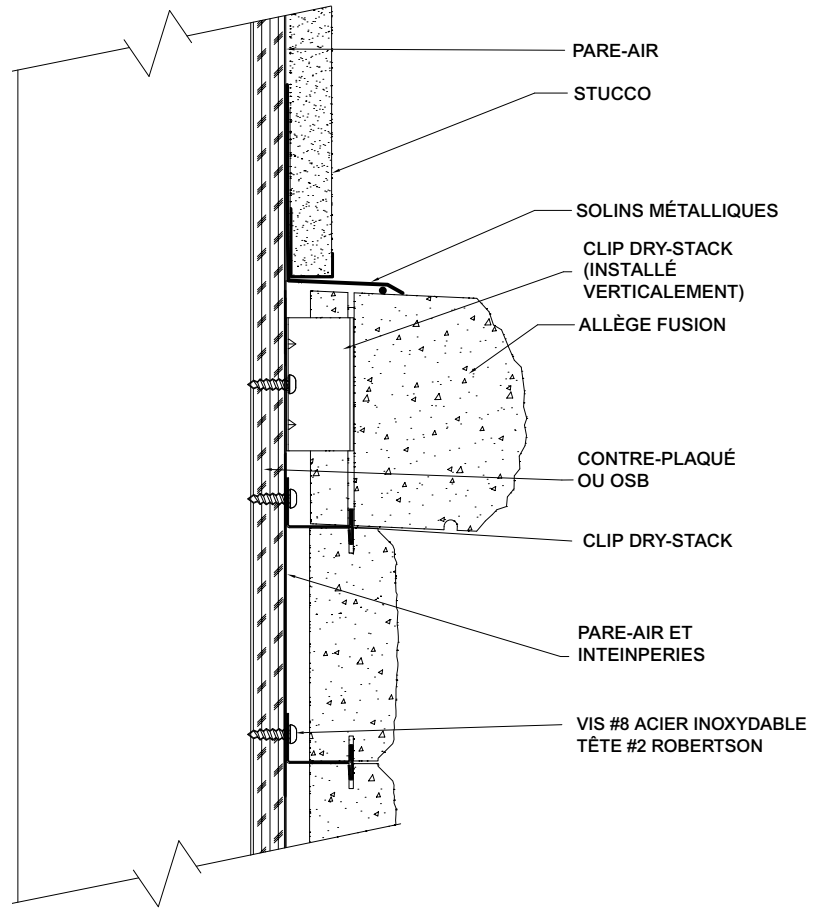 PARE-AIR
STUCCO
SOLINS MÉTALLIQUES
CLIP DRY-STACK
(INSTALLÉ
VERTICALEMENT)
ALLÈGE FUSION
CONTRE-PLAQUÉ
OU OSB
CLIP DRY-STACK
PARE-AIR ET
INTEINPERIES
VIS #8 ACIER INOXYDABLE
TÊTE #2 ROBERTSON